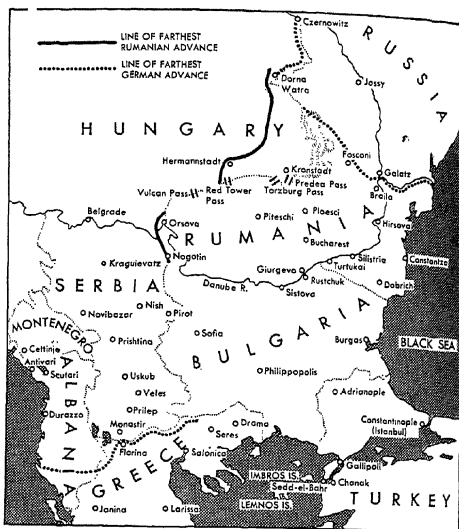 LINE OF FARTHEST
RUMANIAN ADVANCE
LINE OF FARTHEST
GERMAN ADVANCE
Czernowitz
RUSSIA
Dorna
Watra
Jassy
HUNGARY
Hermannstadt
Kronstadt
Fosconi
Galatz
Predea Pass
Vulcan Pass
Red Tower
Pass
Torzburg Pass
Braila
Belgrade
Orsova
Piteschi
Ploesci
Hirsova
RUMANIA
Bucharest
Constantza
Kraguievatz
Nogotin
Silistria
Giurgevo
Turtukai
SERBIA
Danube R.
Rustchuk
Dobrich
Sistova
Nish
Novibazar
Pirot
MONTENEGRO
Sofia
BULGARIA
Burgas
BLACK SEA
Prishtina
Cettinje
Antivari
Scutari
Uskub
Philippopolis
ALBANIA
Veles
Adrianople
Durazzo
Prilep
Monastir
Drama
Constantnople
(Istanbul)
Seres
Florina
Salonica
Gallipoli
GREECE
IMBROS IS.
Sedd-el-Bahr
Chanak
LEMNOS IS.
Janina
Larissa
TURKEY